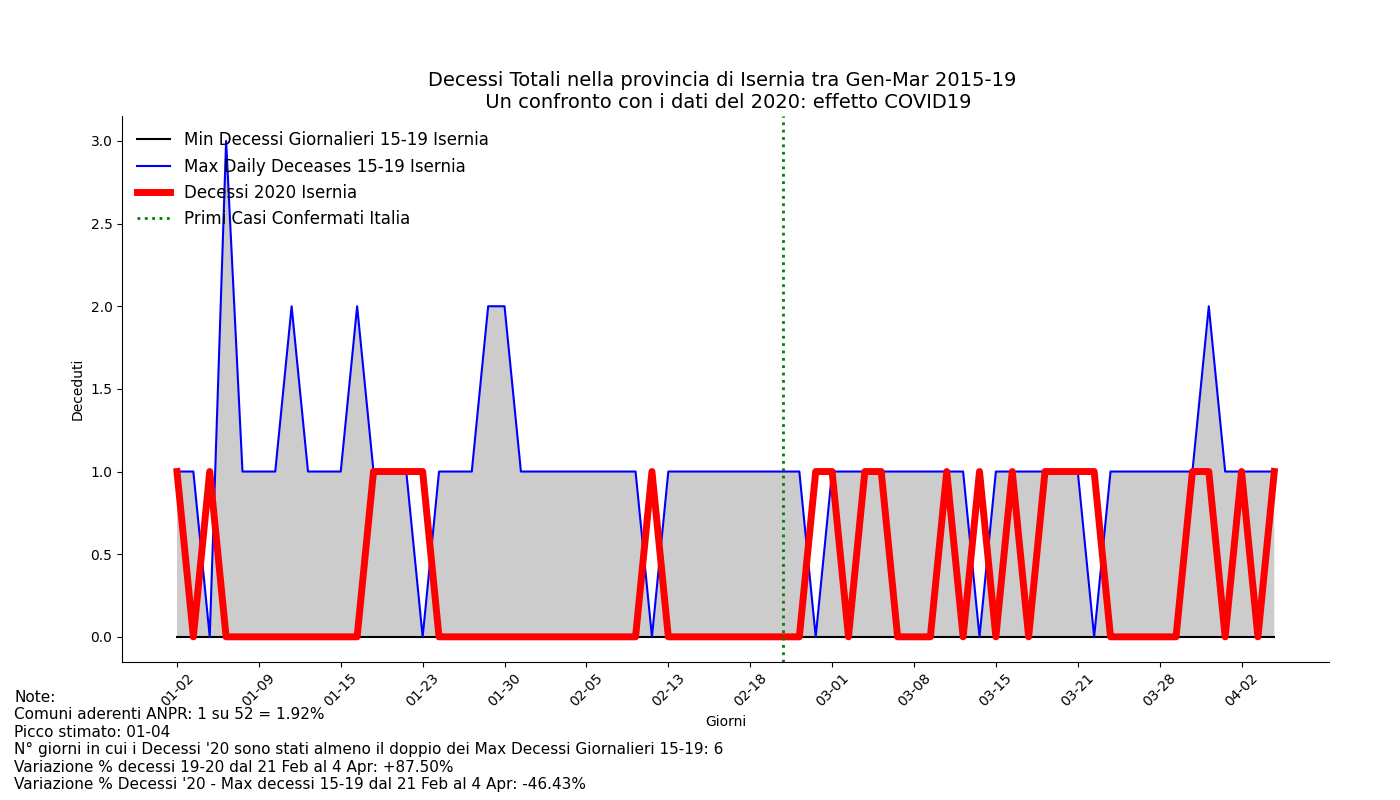 Decessi Totali nella provincia di Isernia tra Gen-Mar 2015-19
Un confronto con i dati del 2020: effetto COVID19
Min Decessi Giornalieri 15-19 Isernia
Max Daily Deceases 15-19 Isernia
Decessi 2020 Isernia
Primi Casi Confermati Italia
3.0
2.5
2.0
1.5
1.0
0.5
0.0
Deceduti
01-02 01-09 01-15 01-23 01-30 02-05 02-13 02-18 03-01 03-08 03-15 03-21 03-28 04-02
Giorni
Note:
Comuni aderenti ANPR: 1 su 52 = 1.92%
Picco stimato: 01-04
N° giorni in cui i Decessi '20 sono stati almeno il doppio dei Max Decessi Giornalieri 15-19: 6
Variazione % decessi 19-20 dal 21 Feb al 4 Apr: +87.50%
Variazione % Decessi '20 - Max decessi 15-19 dal 21 Feb al 4 Apr: -46.43%